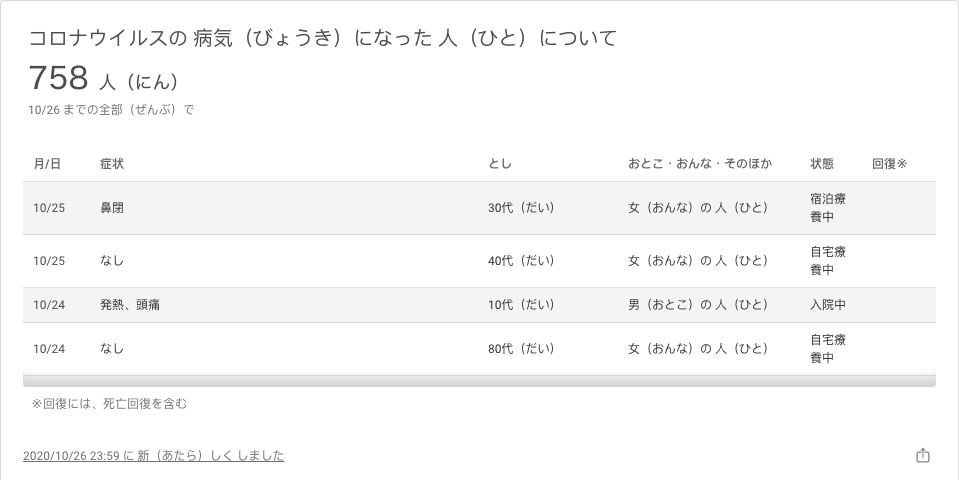 コロナウイルスの 病気（びょうき）になった 人（ひと）について
758 人（にん）
10/26 までの全部（ぜんぶ）で
月/日 症状 とし おとこ・おんな・そのほか 状態 回復※
10/25 鼻閉 30代（だい） 女（おんな）の 人（ひと） 宿泊療
養中
10/25 なし 40代（だい） 女（おんな）の 人（ひと） 自宅療
養中
10/24 発熱、頭痛 10代（だい） 男（おとこ）の 人（ひと） 入院中
10/24 なし 80代（だい） 女（おんな）の 人（ひと） 自宅療
養中
※回復には、死亡回復を含む
2020/10/26 23:59 に 新（あたら）しく しました